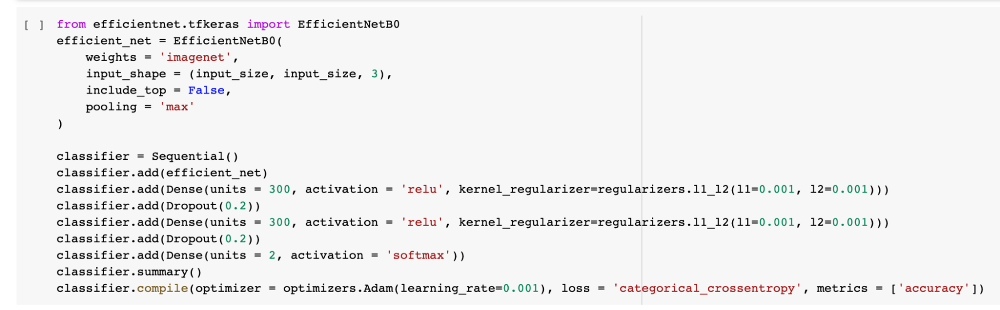 [ ] from efficientnet.tfkeras import EfficientNetB0
efficient_net = EfficientNetB0(
    weights = 'imagenet',
    input_shape = (input_size, input_size, 3),
    include_top = False,
    pooling = 'max'
)

classifier = Sequential()
classifier.add(efficient_net)
classifier.add(Dense(units = 300, activation = 'relu', kernel_regularizer=regularizers.l1_l2(l1=0.001, l2=0.001)))
classifier.add(Dropout(0.2))
classifier.add(Dense(units = 300, activation = 'relu', kernel_regularizer=regularizers.l1_l2(l1=0.001, l2=0.001)))
classifier.add(Dropout(0.2))
classifier.add(Dense(units = 2, activation = 'softmax'))
classifier.summary()
classifier.compile(optimizer = optimizers.Adam(learning_rate=0.001), loss = 'categorical_crossentropy', metrics = ['accuracy'])